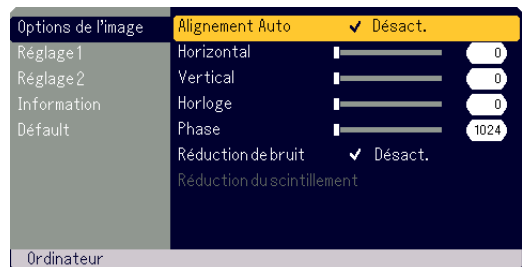 Options de l'image
Réglage 1
Réglage 2
Information
Défault
Alignement Auto ✓ Désact.
Horizontal 0
Vertical 0
Horloge 0
Phase 1024
Réduction de bruit ✓ Désact.
Réduction du scintillement
Ordinateur